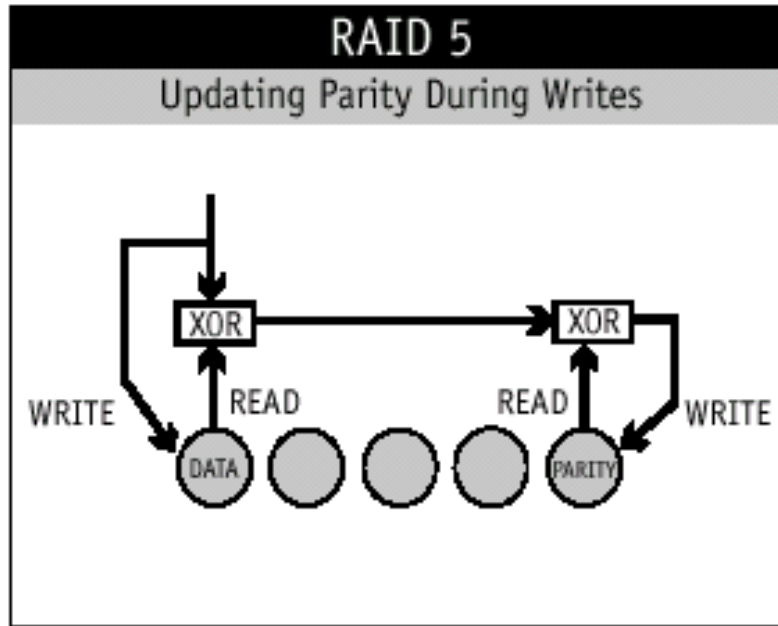 RAID 5
Updating Parity During Writes
XOR
XOR
READ
READ
WRITE
WRITE
DATA
PARITY